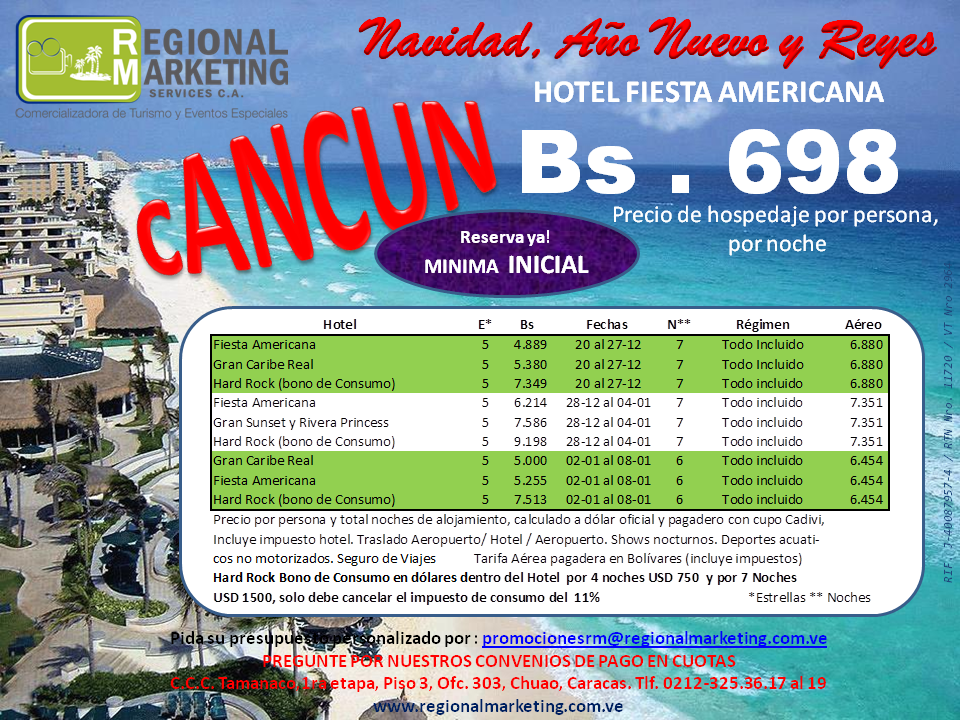 REGIONAL
MARKETING
SERVICES C.A.
Comercializadora de Turismo y Eventos Especiales
Navidad, Año Nuevo y Reyes
HOTEL FIESTA AMERICANA
CANCUN
Bs . 698
Precio de hospedaje por persona,
por noche
Reserva ya!
MINIMA INICIAL
Hotel E* Bs Fechas N** Régimen Aéreo
Fiesta Americana 5 4.889 20 al 27-12 7 Todo Incluido 6.880
Gran Caribe Real 5 5.380 20 al 27-12 7 Todo incluido 6.880
Hard Rock (bono de Consumo) 5 7.349 20 al 27-12 7 Todo incluido 6.880
Fiesta Americana 5 6.214 28-12 al 04-01 7 Todo incluido 7.351
Gran Sunset y Rivera Princess 5 7.586 28-12 al 04-01 7 Todo incluido 7.351
Hard Rock (bono de Consumo) 5 9.198 28-12 al 04-01 7 Todo incluido 7.351
Gran Caribe Real 5 5.000 02-01 al 08-01 6 Todo incluido 6.454
Fiesta Americana 5 5.255 02-01 al 08-01 6 Todo incluido 6.454
Hard Rock (bono de Consumo) 5 7.513 02-01 al 08-01 6 Todo incluido 6.454
Precio por persona y total noches de alojamiento, calculado a dólar oficial y pagadero con cupo Cadivi,
Incluye impuesto hotel. Traslado Aeropuerto/ Hotel / Aeropuerto. Shows nocturnos. Deportes acuati-
cos no motorizados. Seguro de Viajes Tarifa Aérea pagadera en Bolívares (incluye impuestos)
Hard Rock Bono de Consumo en dólares dentro del Hotel por 4 noches USD 750 y por 7 Noches
USD 1500, solo debe cancelar el impuesto de consumo del 11% *Estrellas ** Noches
Pida su presupuesto personalizado por : promocionesrm@regionalmarketing.com.ve
PREGUNTE POR NUESTROS CONVENIOS DE PAGO EN CUOTAS
C.C.C. Tamanaco,1ra etapa, Piso 3, Ofc. 303, Chuao, Caracas. Tlf. 0212-325.36.17 al 19
www.regionalmarketing.com.ve
RIF. J-40087957-4 / RTN Nro. 11720 / VT Nro